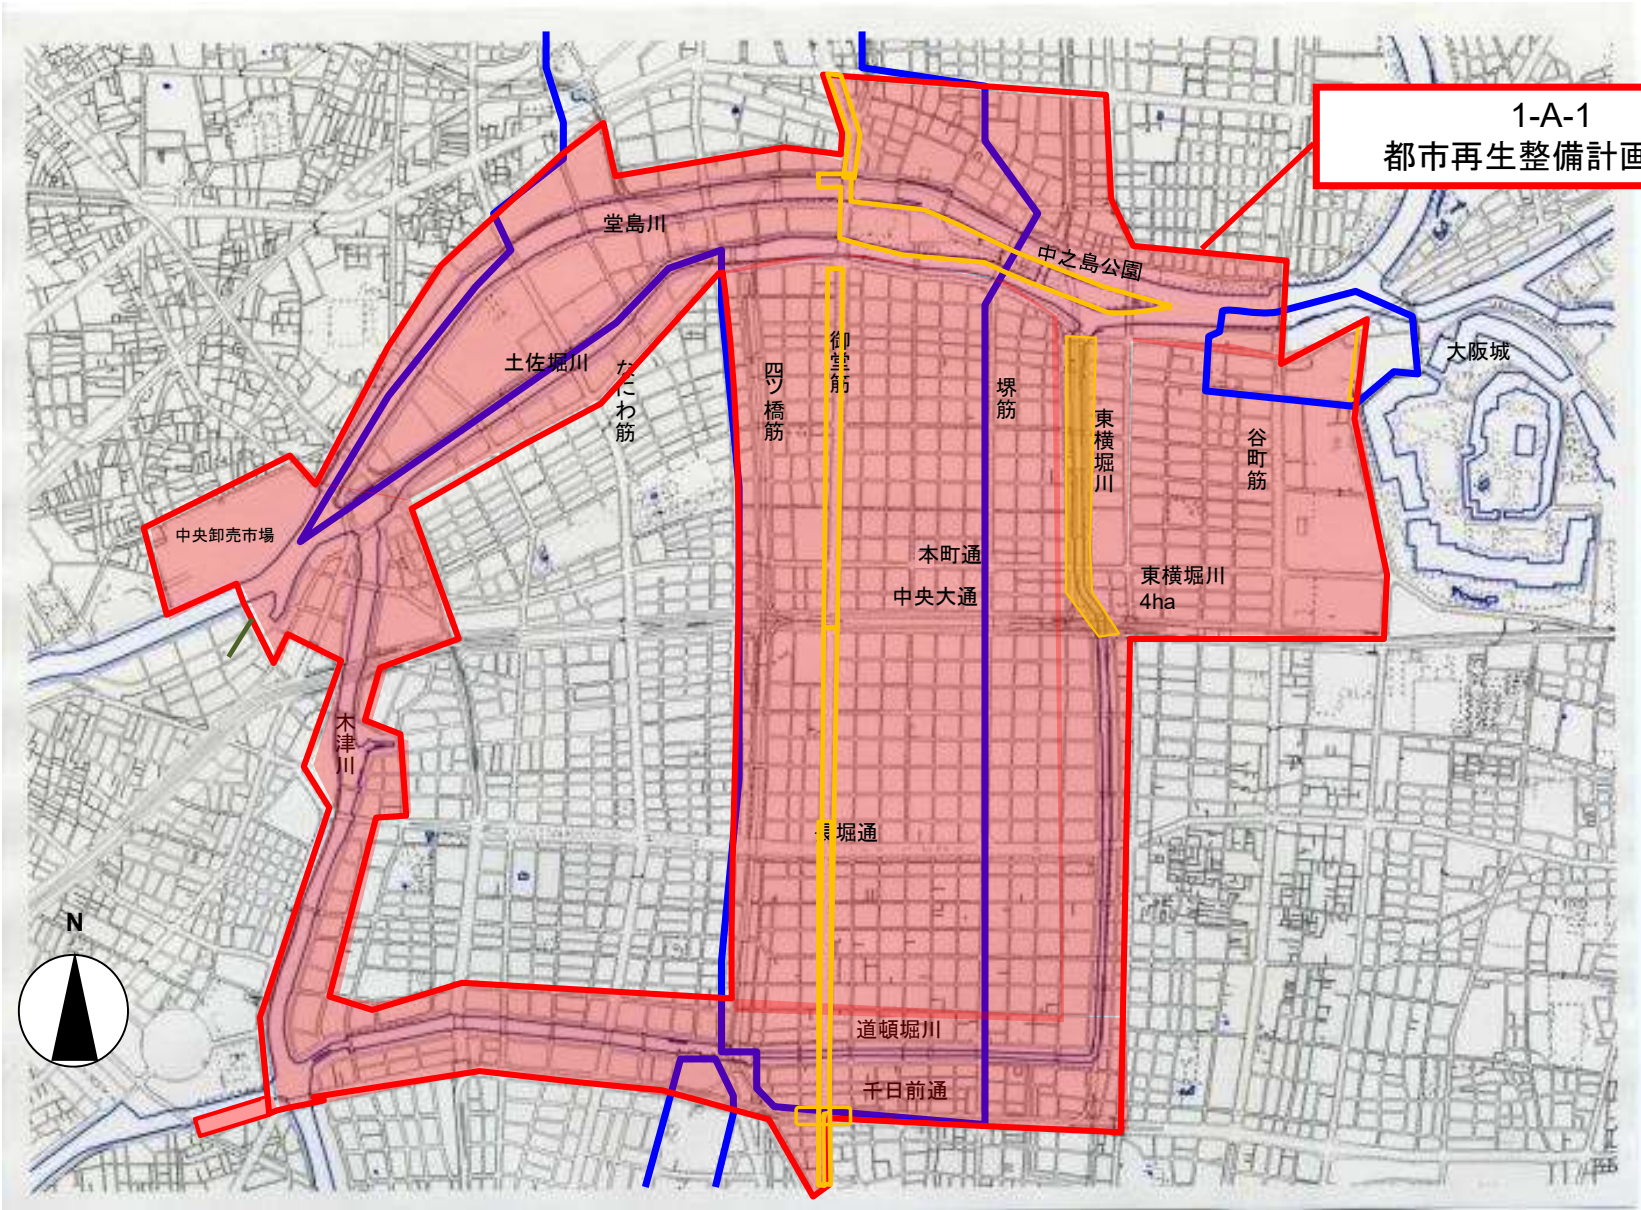 1-A-1
都市再生整備計画
堂島川
中之島公園
大阪城
土佐堀川
なにわ筋
四ツ橋筋
御堂筋
堺筋
東横堀川
谷町筋
中央卸売市場
本町通
中央大通
東横堀川
4ha
木津川
長堀通
N
道頓堀川
千日前通